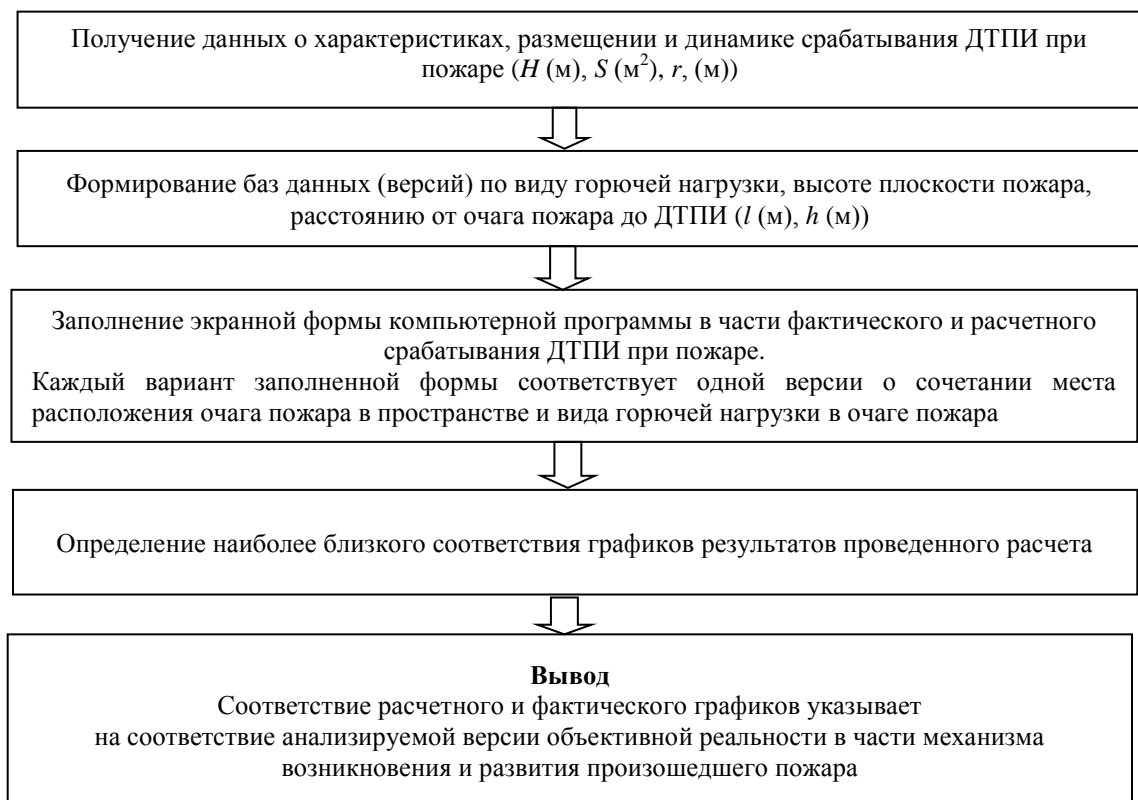 Получение данных о характеристиках, размещении и динамике срабатывания ДТПИ при
пожаре (H (м), S (м²), r, (м))
Формирование баз данных (версий) по виду горючей нагрузки, высоте плоскости пожара,
расстоянию от очага пожара до ДТПИ (l (м), h (м))
Заполнение экранной формы компьютерной программы в части фактического и расчетного
срабатывания ДТПИ при пожаре.
Каждый вариант заполненной формы соответствует одной версии о сочетании места
расположения очага пожара в пространстве и вида горючей нагрузки в очаге пожара
Определение наиболее близкого соответствия графиков результатов проведенного расчета
Вывод
Соответствие расчетного и фактического графиков указывает
на соответствие анализируемой версии объективной реальности в части механизма
возникновения и развития произошедшего пожара